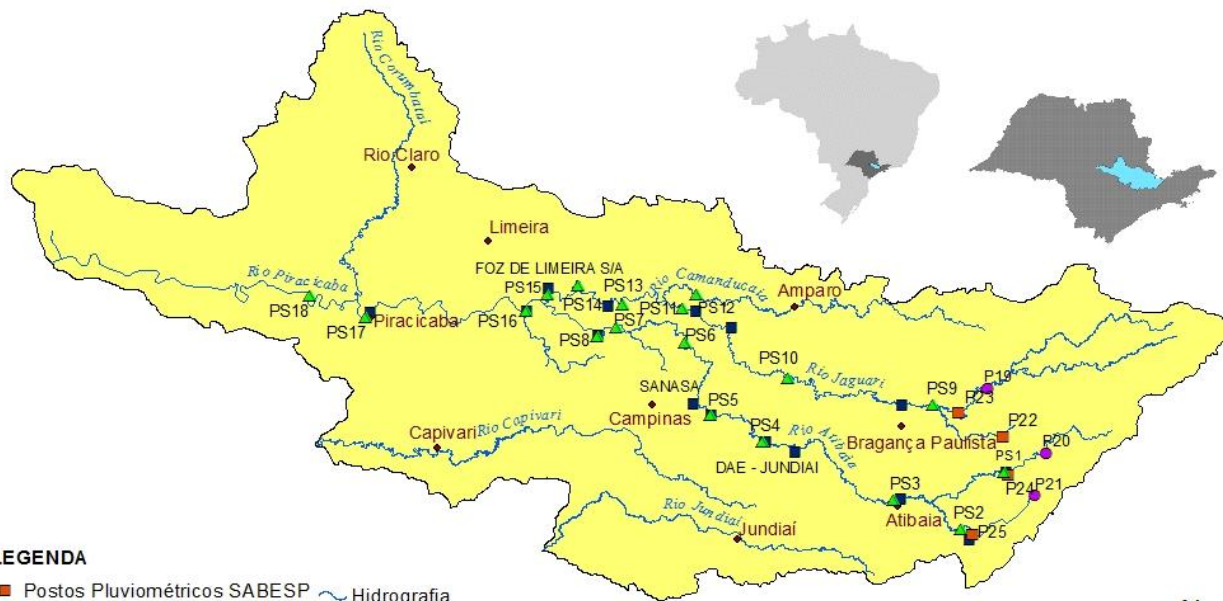 Rio Corumbataí
Rio Claro
Limeira
FOZ DE LIMEIRA S/A
Rio Piracicaba
PS18
PS17
Piracicaba
PS16
PS15
PS14
PS13
PS8
PS7
PS11
PS12
PS6
Rio Camanducaia
Amparo
PS10
Rio Jaguari
PS9
P19
P23
P22
SANASA
PS5
Campinas
PS4
Rio Atibaia
DAE - JUNDIAI
Bragança Paulista
P20
PS1
P24
P21
Capivari
Rio Capivari
PS3
Atibaia
PS2
P25
Rio Jundiaí
Jundiaí
LEGENDA
Postos Pluviométricos SABESP
Hidrografia